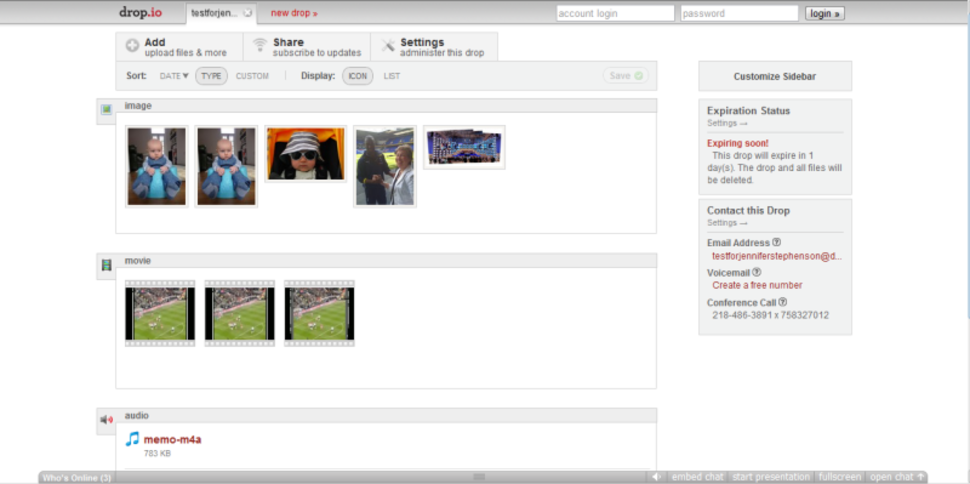 drop.io testforjen... new drop » account login password login »
Add Share Settings
upload files & more subscribe to updates administer this drop
Sort: DATE ▼ TYPE CUSTOM | Display: ICON LIST Save
Customize Sidebar
image
Expiration Status
Settings →
Expiring soon!
This drop will expire in 1
day(s). The drop and all files will
be deleted.
Contact this Drop
Settings →
Email Address ?
testforjenniferstephenson@d...
Voicemail ?
Create a free number
Conference Call ?
218-486-3891 x 758327012
movie
audio
memo-m4a
783 KB
Who's Online (3) embed chat start presentation fullscreen open chat ↑